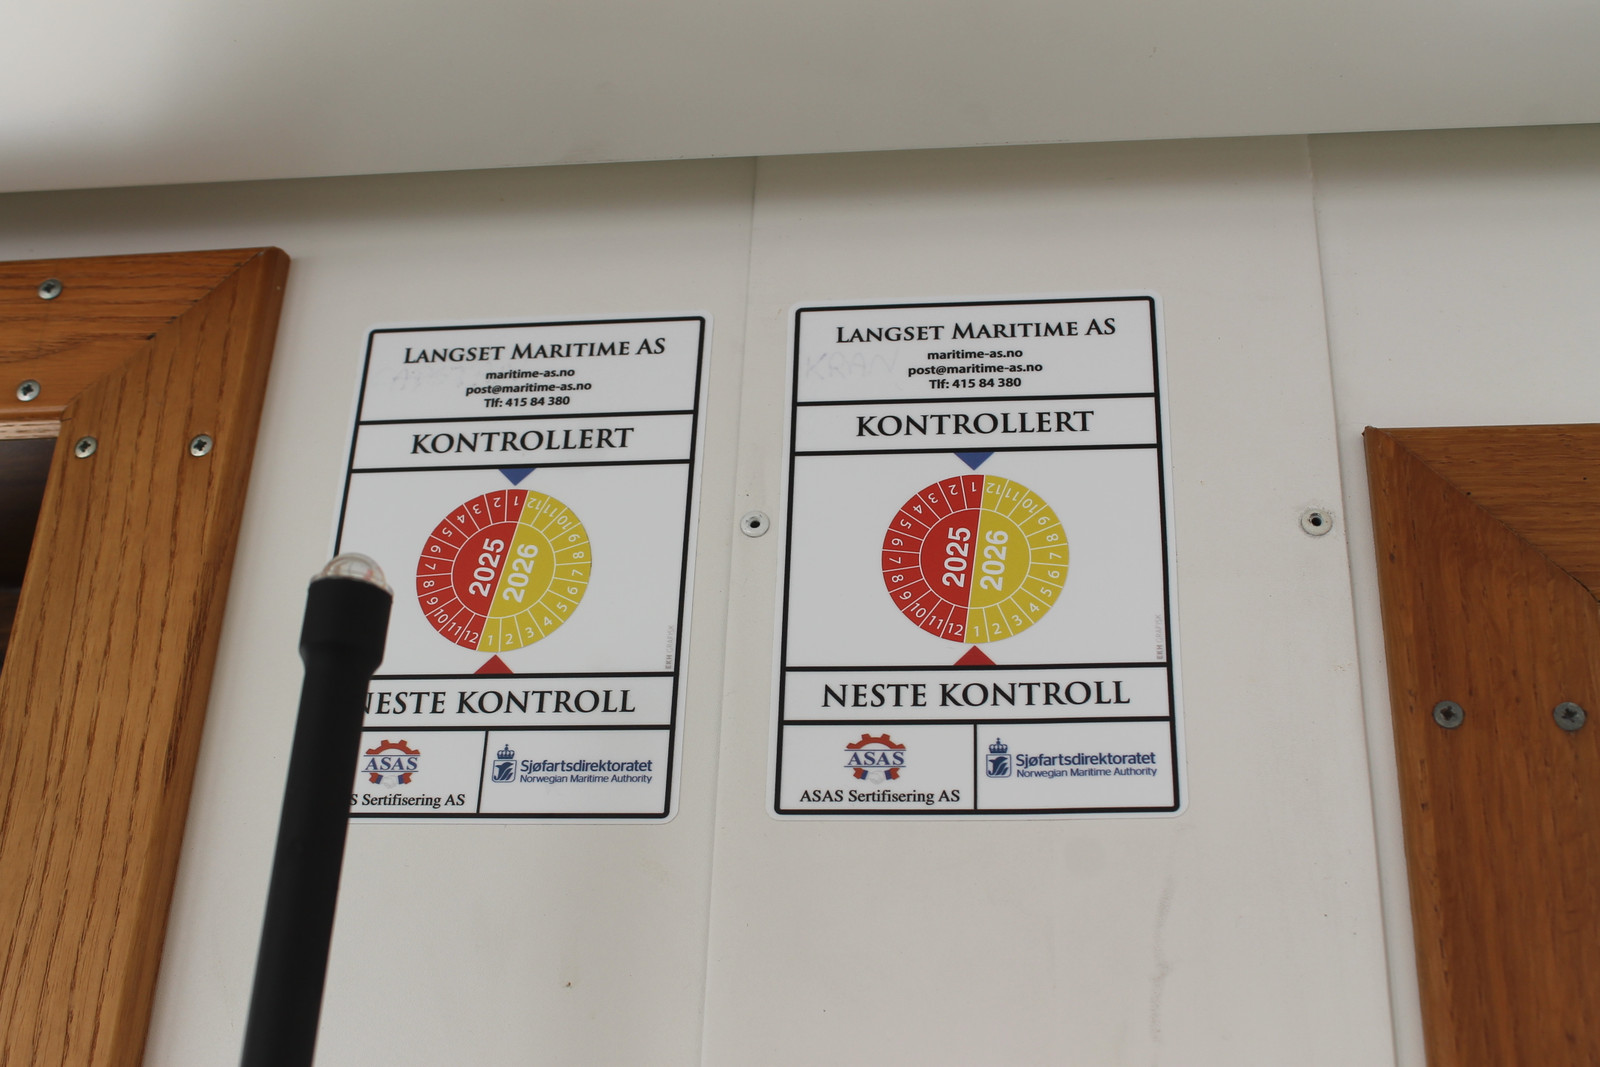 LANGSET MARITIME AS
maritime-as.no
post@maritime-as.no
Tlf: 415 84 380
KONTROLLERT
1 2 3 4 5 6 7 8 9 10 11 12
2025
2026
1 2 3 4 5 6 7 8 9 10 11 12
EKH GRAFISK
NESTE KONTROLL
ASAS
S Sertifisering AS
Sjøfartsdirektoratet
Norwegian Maritime Authority
LANGSET MARITIME AS
KRAN
maritime-as.no
post@maritime-as.no
Tlf: 415 84 380
KONTROLLERT
1 2 3 4 5 6 7 8 9 10 11 12
2025
2026
1 2 3 4 5 6 7 8 9 10 11 12
EKH GRAFISK
NESTE KONTROLL
ASAS
ASAS Sertifisering AS
Sjøfartsdirektoratet
Norwegian Maritime Authority